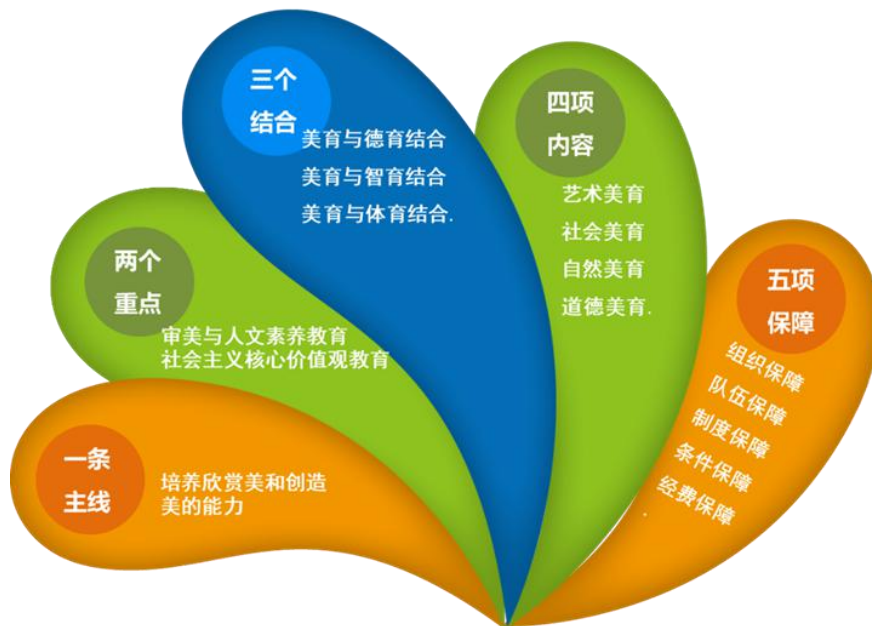 三个
结合
美育与德育结合
美育与智育结合
美育与体育结合.
四项
内容
艺术美育
社会美育
自然美育
道德美育.
两个
重点
审美与人文素养教育
社会主义核心价值观教育
五项
保障
组织保障
队伍保障
制度保障
条件保障
经费保障
.
一条
主线
培养欣赏美和创造
美的能力